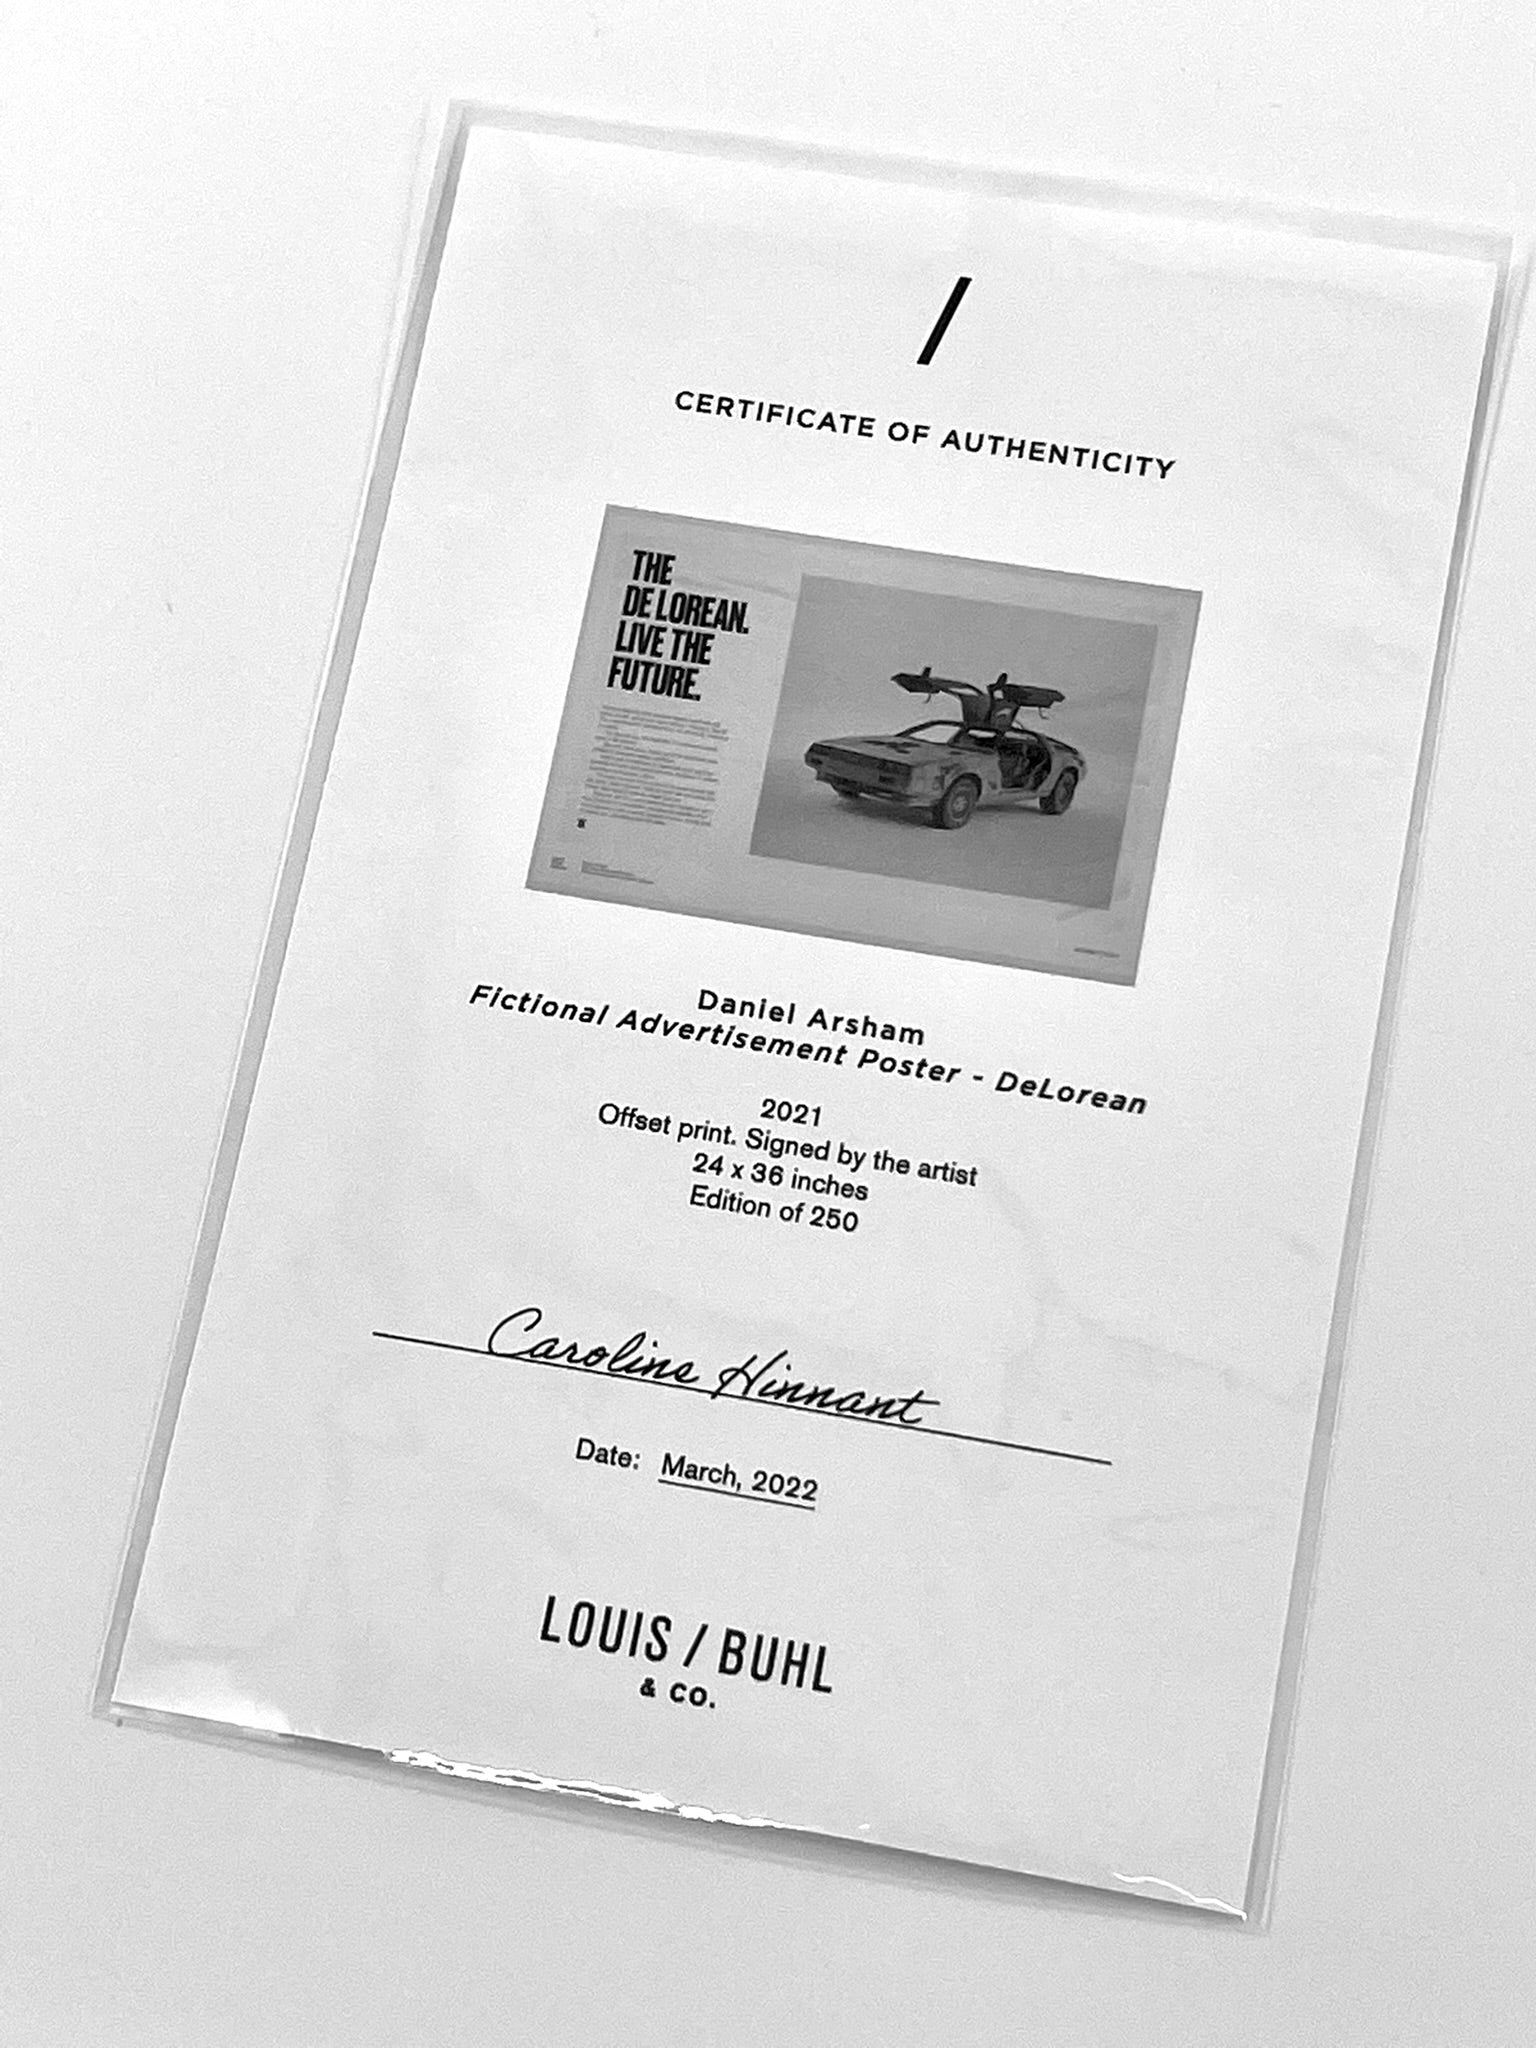 /
CERTIFICATE OF AUTHENTICITY
THE
DE LOREAN.
LIVE THE
FUTURE.
Daniel Arsham
Fictional Advertisement Poster - DeLorean
2021
Offset print. Signed by the artist
24 x 36 inches
Edition of 250
Caroline Hinnant
Date: March, 2022
LOUIS / BUHL
& CO.